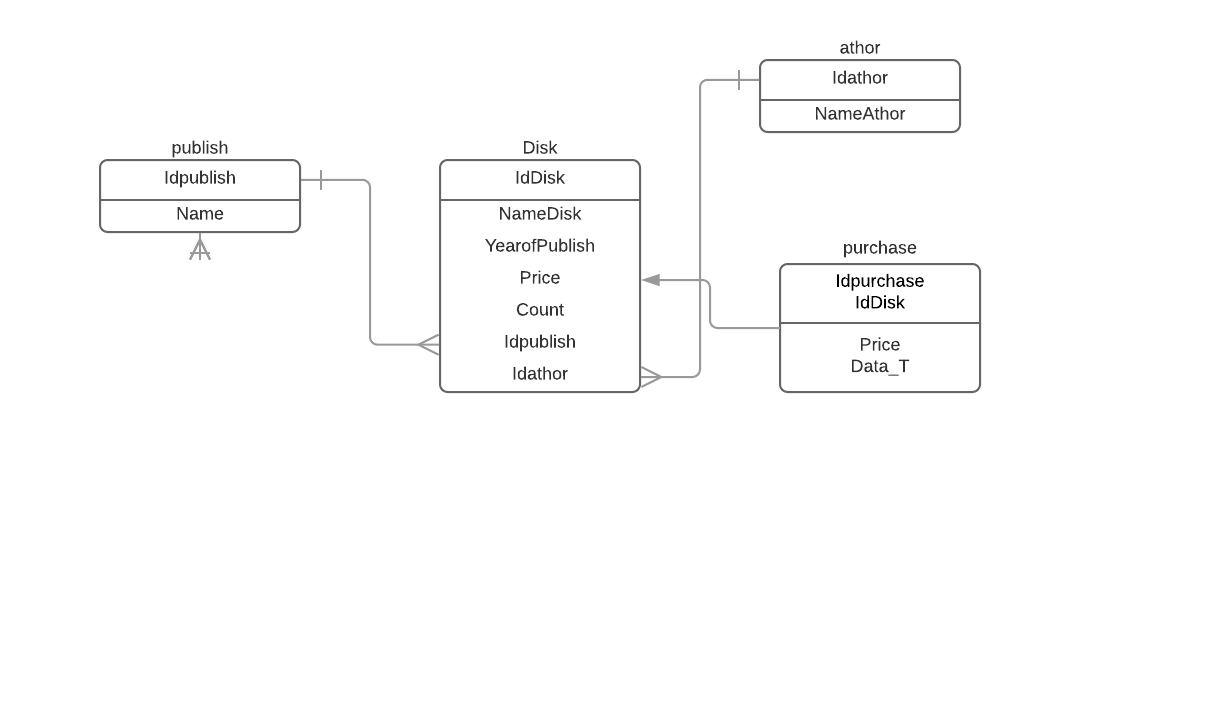 publish
Idpublish
Name
Disk
IdDisk
NameDisk
YearofPublish
Price
Count
Idpublish
Idathor
athor
Idathor
NameAthor
purchase
Idpurchase
IdDisk
Price
Data_T